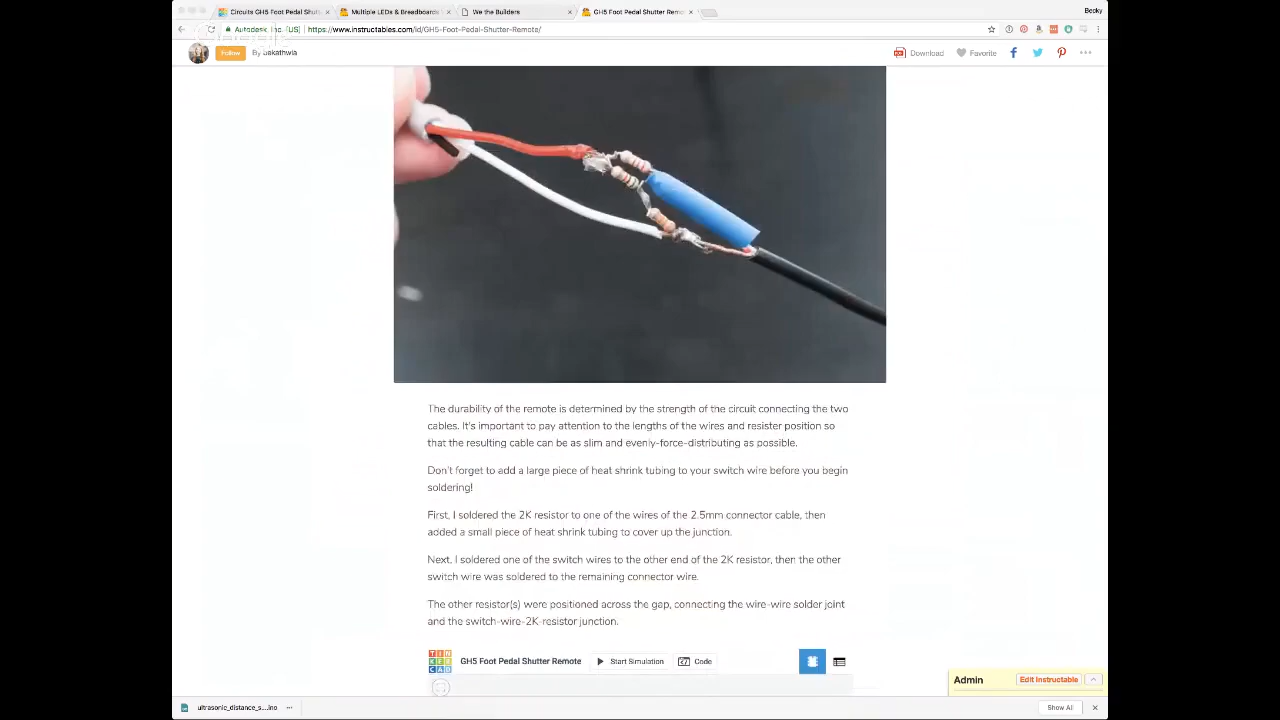 Circuits GH5 Foot Pedal Shutt
Multiple LEDs & Breedboards
We the Builders
GH5 Foot Pedal Shutter Rem
Becky
Autodesk, Inc. [US]
https://www.instructables.com/id/GH5-Foot-Pedal-Shutter-Remote/
Follow
By bekathwia
Download
Favorite
The durability of the remote is determined by the strength of the circuit connecting the two
cables. It's important to pay attention to the lengths of the wires and resister position so
that the resulting cable can be as slim and evenly-force-distributing as possible.
Don't forget to add a large piece of heat shrink tubing to your switch wire before you begin
soldering!
First, I soldered the 2K resistor to one of the wires of the 2.5mm connector cable, then
added a small piece of heat shrink tubing to cover up the junction.
Next, I soldered one of the switch wires to the other end of the 2K resistor, then the other
switch wire was soldered to the remaining connector wire.
The other resistor(s) were positioned across the gap, connecting the wire-wire solder joint
and the switch-wire-2K-resistor junction.
TIN
KER
CAD
GH5 Foot Pedal Shutter Remote
Start Simulation
Code
Admin
Edit Instructable
ultrasonic_distance_s....ino
Show All